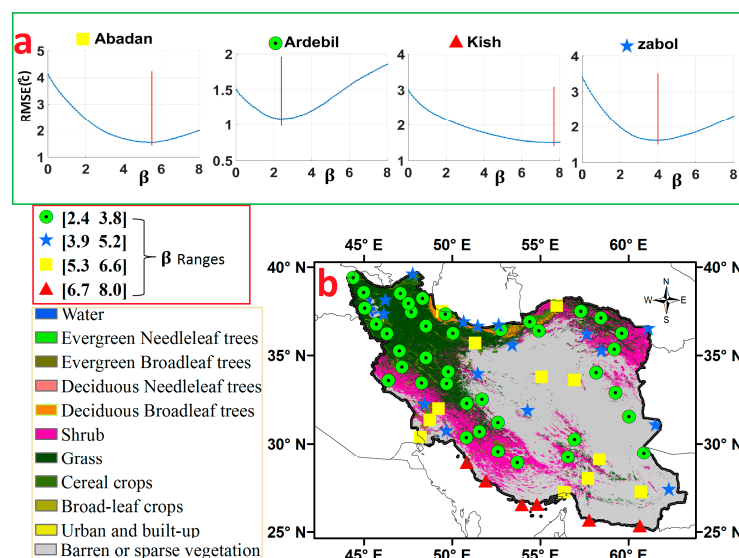 a
Abadan
Ardebil
Kish
zabol
RMSE(°c)
5
4
3
2
1
0 2 4 6 8
β
2
1.5
1
0.5
0 2 4 6 8
β
4
3
2
1
0 2 4 6 8
β
4
3
2
1
0 2 4 6 8
β
[2.4 3.8]
[3.9 5.2]
[5.3 6.6]
[6.7 8.0]
β Ranges
Water
Evergreen Needleleaf trees
Evergreen Broadleaf trees
Deciduous Needleleaf trees
Deciduous Broadleaf trees
Shrub
Grass
Cereal crops
Broad-leaf crops
Urban and built-up
Barren or sparse vegetation
b
45° E 50° E 55° E 60° E
40° N
35° N
30° N
25° N
40° N
35° N
30° N
25° N
N
W E
S
45° E 50° E 55° E 60° E